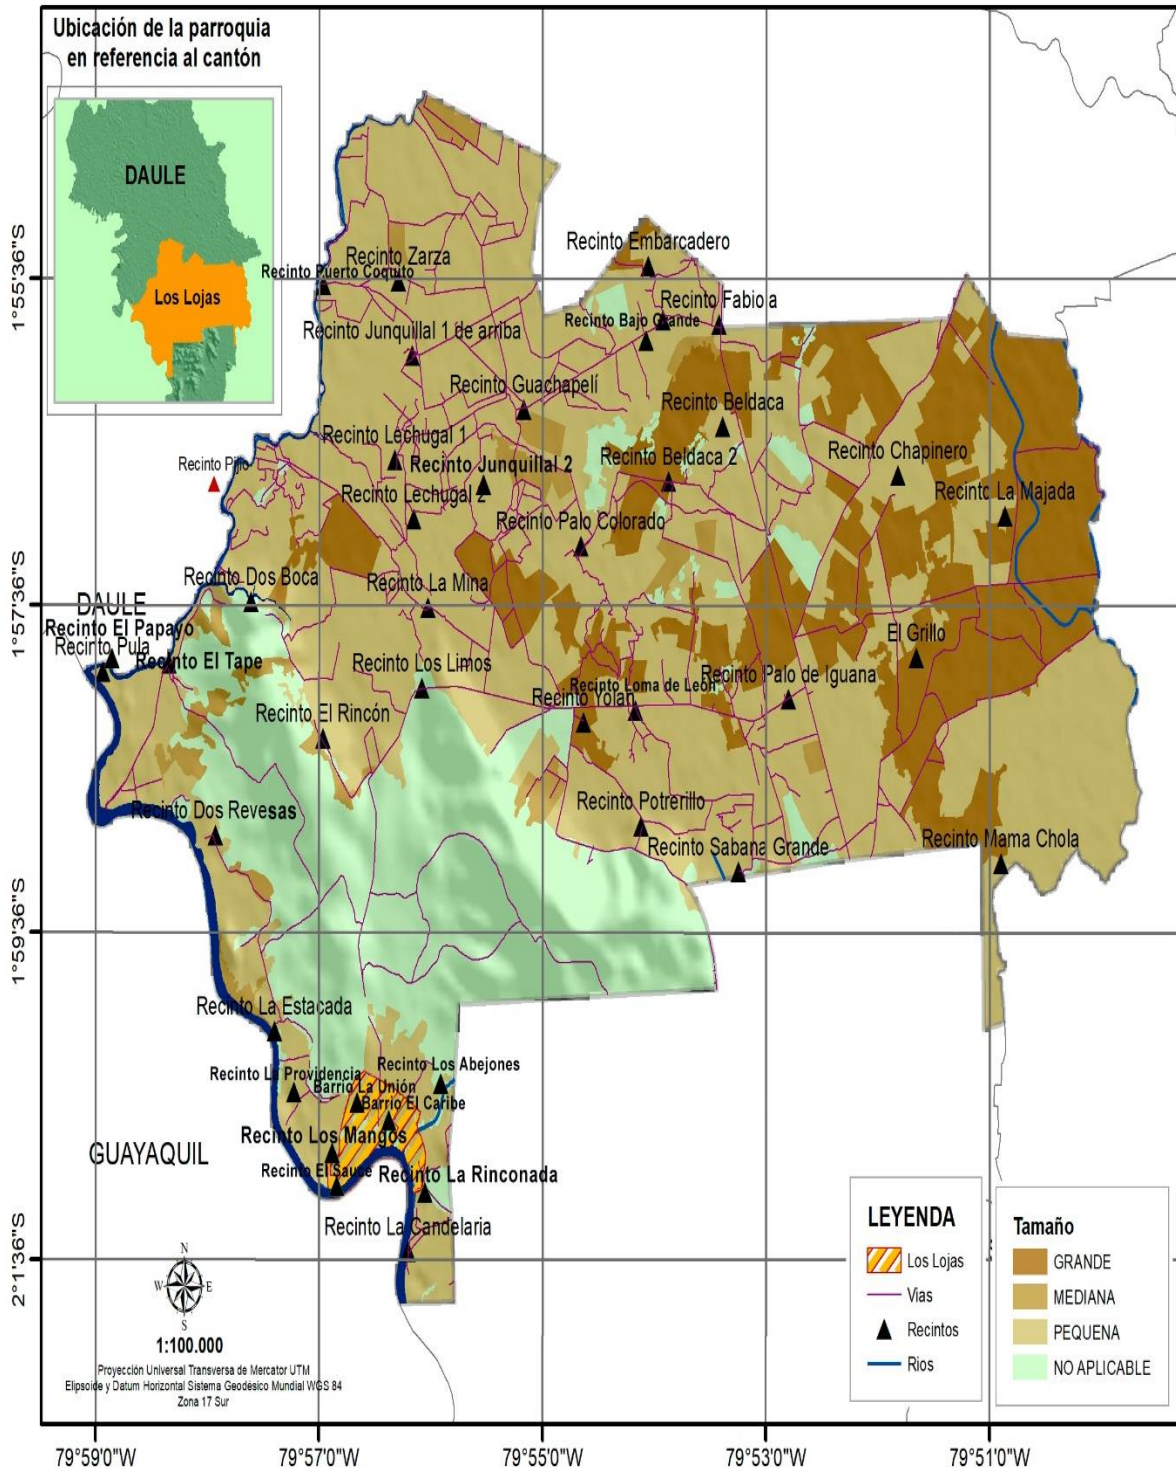 Ubicación de la parroquia
en referencia al cantón
DAULE
Los Lojas
Recinto Embarcadero
Recinto Zarza
Recinto Puerto Coquito
Recinto Fabiola
Recinto Bajo Grande
Recinto Junquillal 1 de arriba
Recinto Guachapelí
Recinto Beldaca
Recinto Lechugal 1
Recinto Chapinero
Recinto Pijio
Recinto Junquillal 2
Recinto Beldaca 2
Recinto La Majada
Recinto Lechugal 2
Recinto Palo Colorado
Recinto Dos Boca
Recinto La Mina
DAULE
Recinto El Papayo
Recinto Pula
Recinto El Tape
El Grillo
Recinto Los Limos
Recinto Palo de Iguana
Recinto Loma de León
Recinto Yolan
Recinto El Rincón
Recinto Dos Revesas
Recinto Potrerillo
Recinto Sabana Grande
Recinto Mama Chola
Recinto La Estacada
Recinto La Providencia
Recinto Los Abejones
Barrio La Unión
Barrio El Caribe
GUAYAQUIL
Recinto Los Mangos
Recinto El Sauce
Recinto La Rinconada
Recinto La Candelaria
1°55'36"S
1°57'36"S
1°59'36"S
2°1'36"S
N
W
E
S
1:100.000
Proyección Universal Transversa de Mercator UTM
Elipsoide y Datum Horizontal Sistema Geodésico Mundial WGS 84
Zona 17 Sur
LEYENDA
Los Lojas
Vias
Recintos
Rios
Tamaño
GRANDE
MEDIANA
PEQUENA
NO APLICABLE
79°59'0"W
79°57'0"W
79°55'0"W
79°53'0"W
79°51'0"W